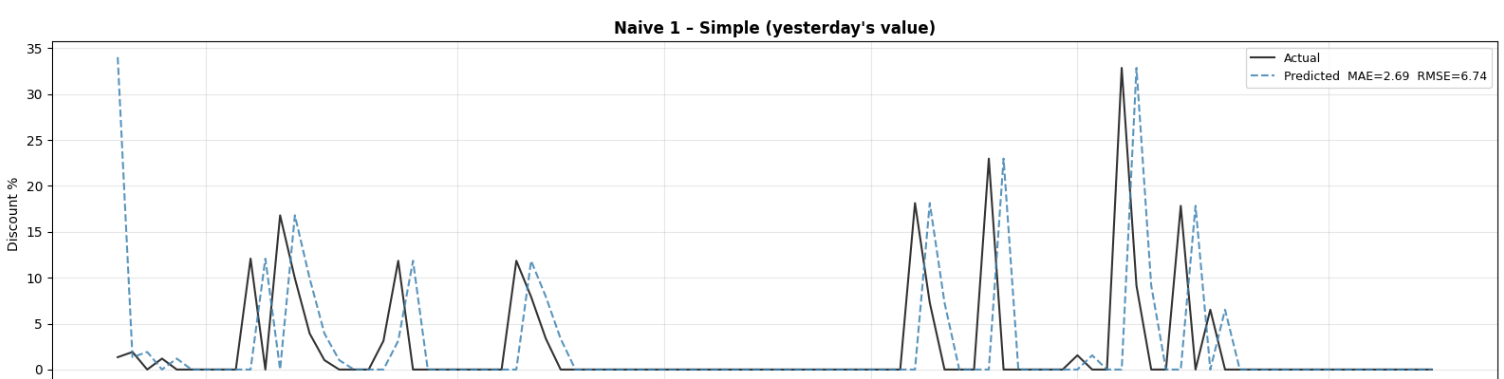 Naive 1 – Simple (yesterday's value)
35
30
25
20
15
10
5
0
Discount %
Actual
Predicted MAE=2.69 RMSE=6.74